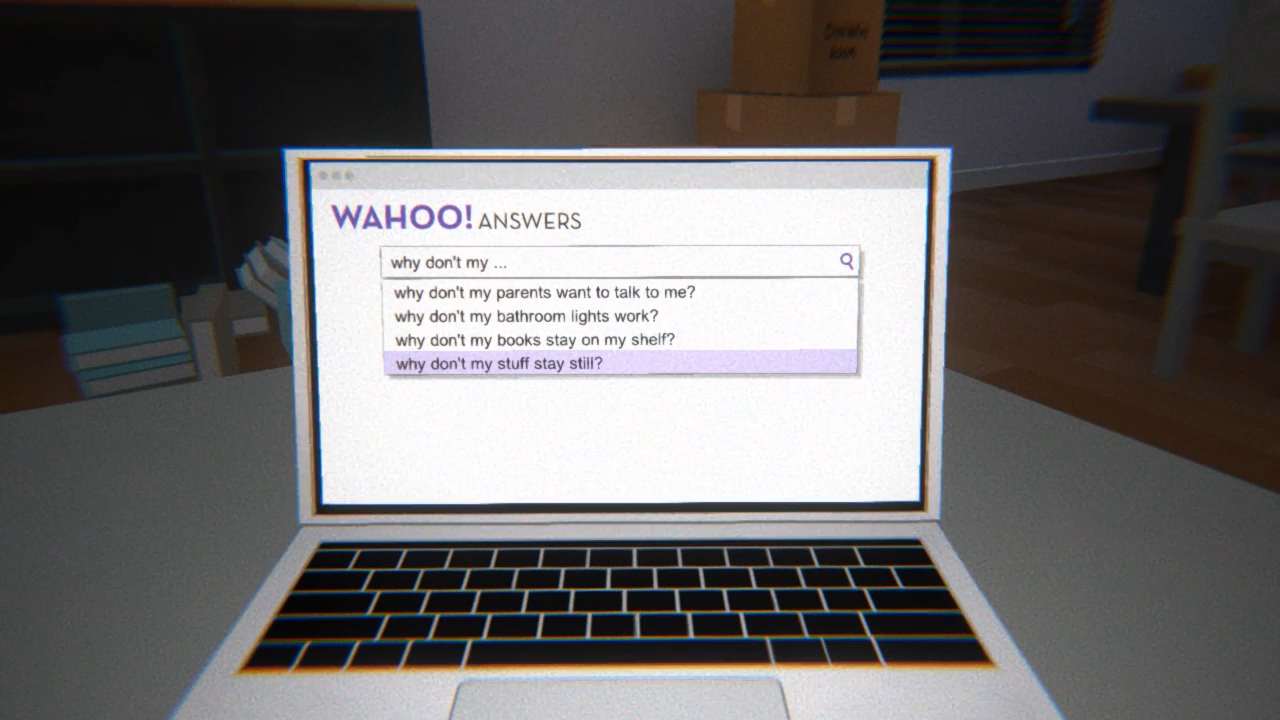 WAHOO! ANSWERS
why don't my ...
why don't my parents want to talk to me?
why don't my bathroom lights work?
why don't my books stay on my shelf?
why don't my stuff stay still?